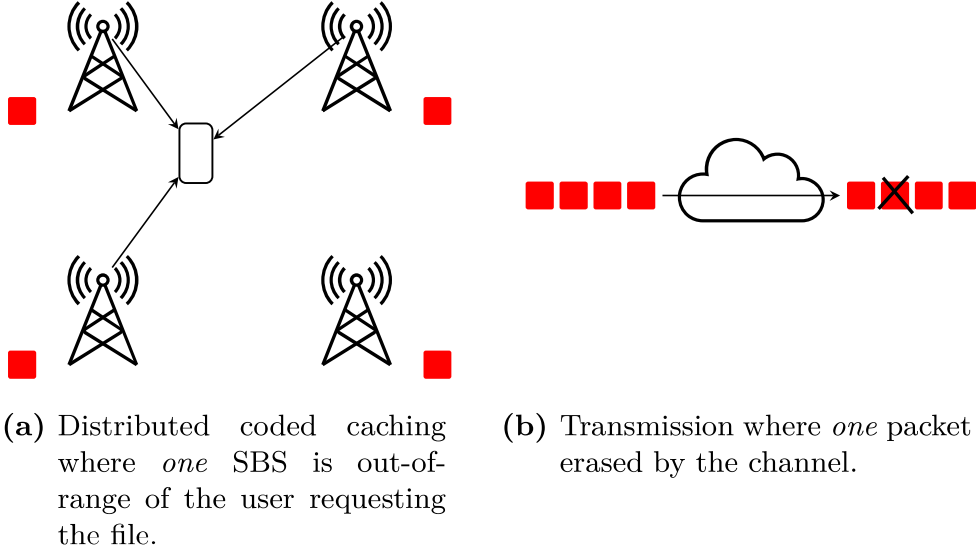 (a) Distributed coded caching
where one SBS is out-of-
range of the user requesting
the file.
(b) Transmission where one packet
erased by the channel.